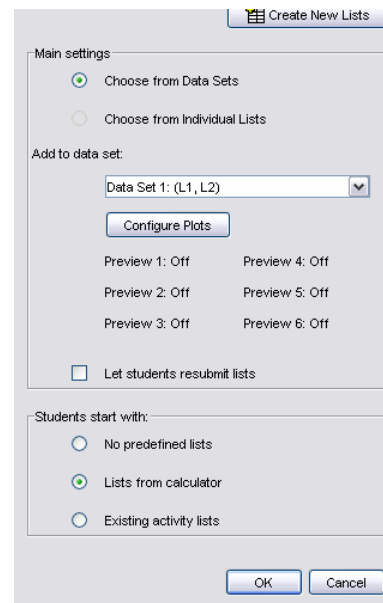 Create New Lists
Main settings
Choose from Data Sets
Choose from Individual Lists
Add to data set:
Data Set 1: (L1, L2)
Configure Plots
Preview 1: Off Preview 4: Off
Preview 2: Off Preview 5: Off
Preview 3: Off Preview 6: Off
Let students resubmit lists
Students start with:
No predefined lists
Lists from calculator
Existing activity lists
OK Cancel